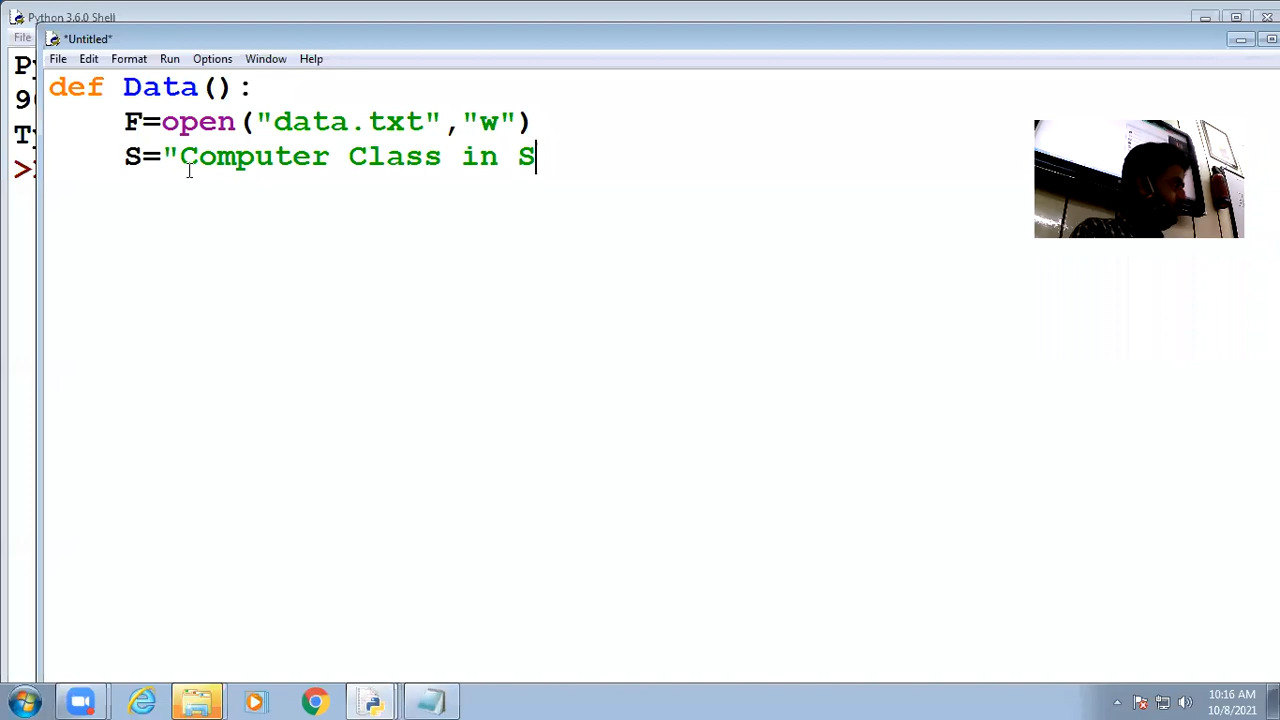 Python 3.6.0 Shell
File
*Untitled*
File Edit Format Run Options Window Help
def Data():
F=open("data.txt","w")
S="Computer Class in S
>
10:16 AM
10/8/2021